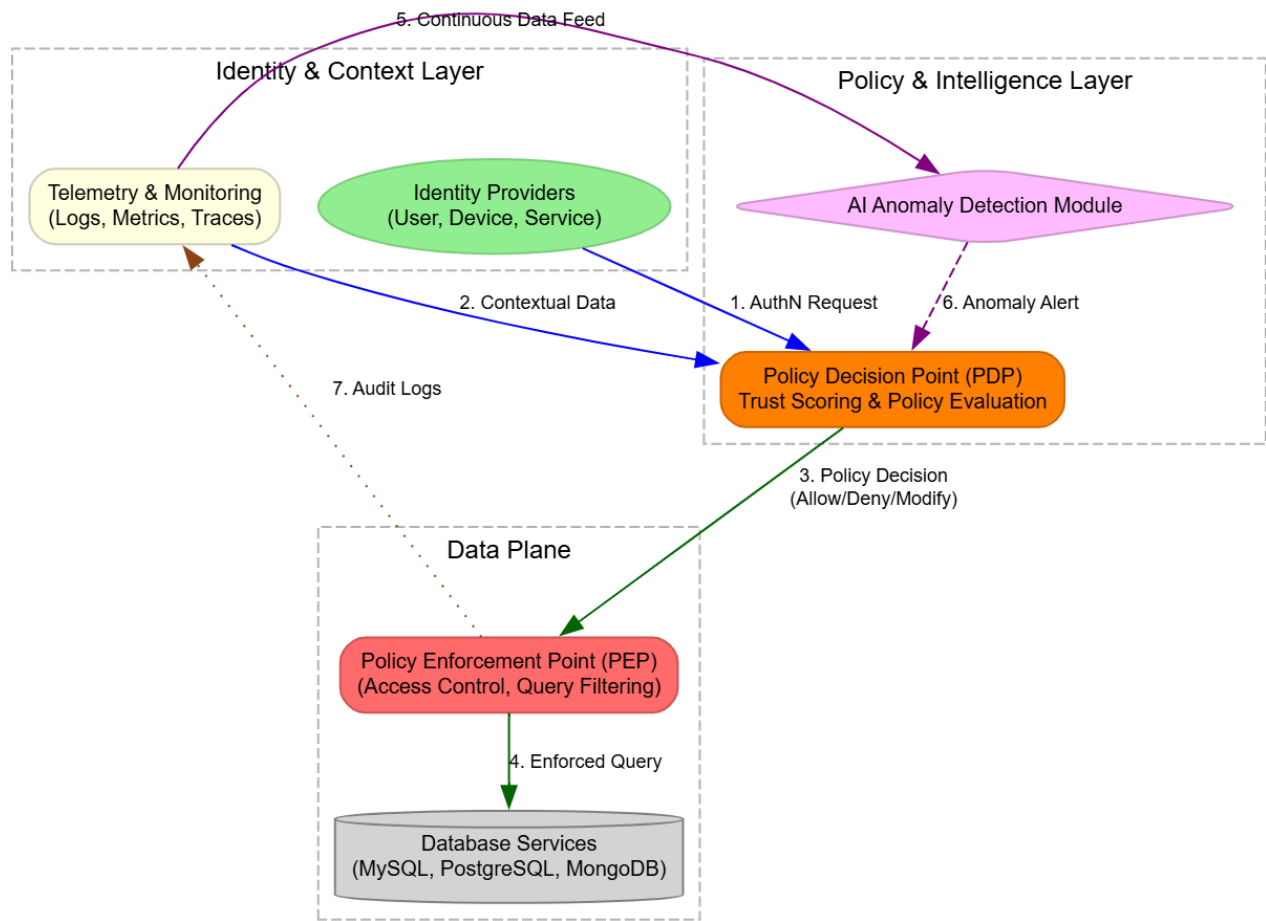 5. Continuous Data Feed
Identity & Context Layer
Policy & Intelligence Layer
Telemetry & Monitoring
(Logs, Metrics, Traces)
Identity Providers
(User, Device, Service)
AI Anomaly Detection Module
2. Contextual Data
1. AuthN Request
6. Anomaly Alert
7. Audit Logs
Policy Decision Point (PDP)
Trust Scoring & Policy Evaluation
3. Policy Decision
(Allow/Deny/Modify)
Data Plane
Policy Enforcement Point (PEP)
(Access Control, Query Filtering)
4. Enforced Query
Database Services
(MySQL, PostgreSQL, MongoDB)